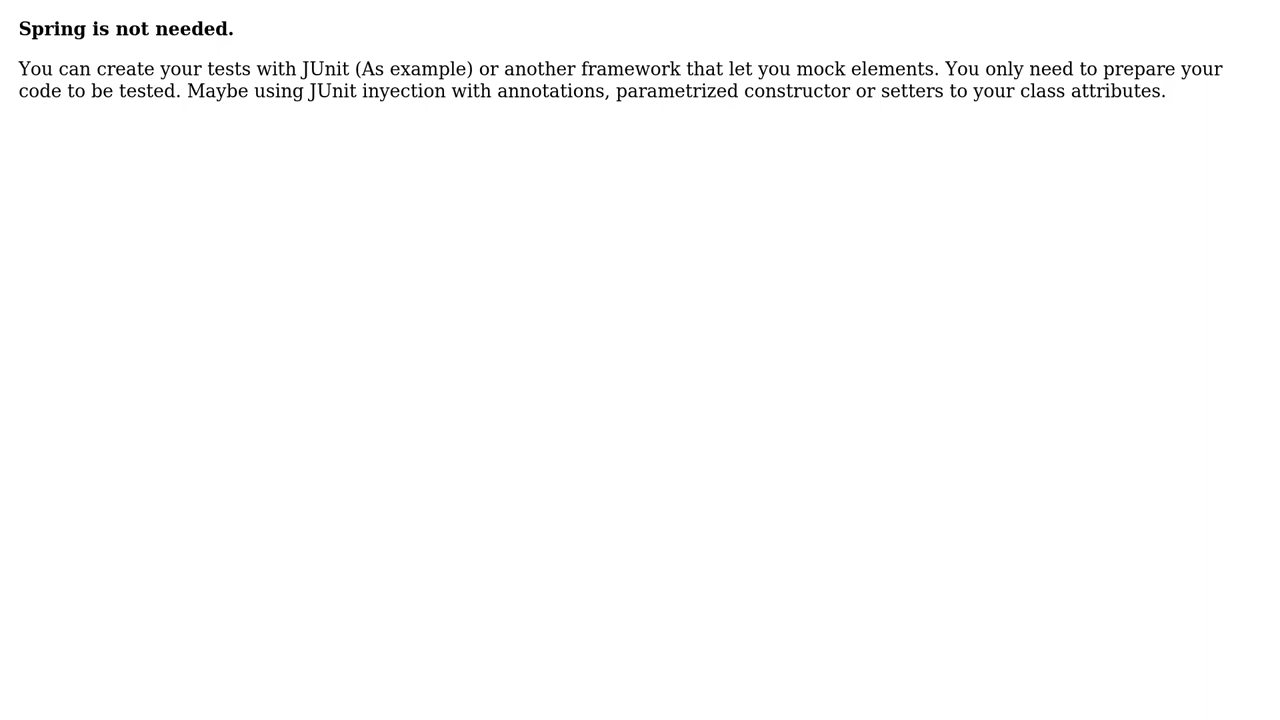 Spring is not needed.
You can create your tests with JUnit (As example) or another framework that let you mock elements. You only need to prepare your
code to be tested. Maybe using JUnit inyection with annotations, parametrized constructor or setters to your class attributes.